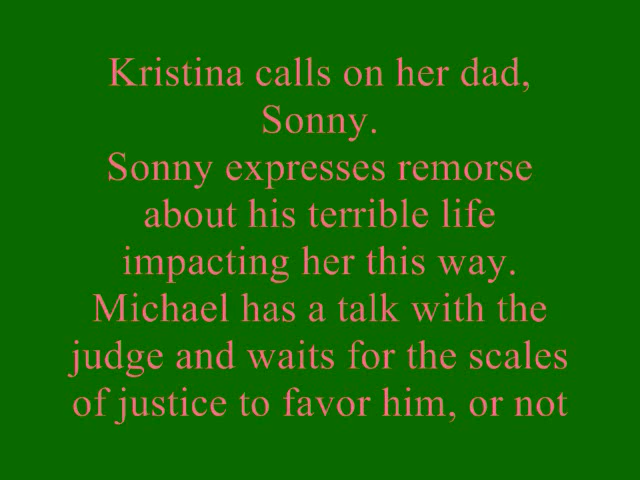 Kristina calls on her dad,
Sonny.
Sonny expresses remorse
about his terrible life
impacting her this way.
Michael has a talk with the
judge and waits for the scales
of justice to favor him, or not